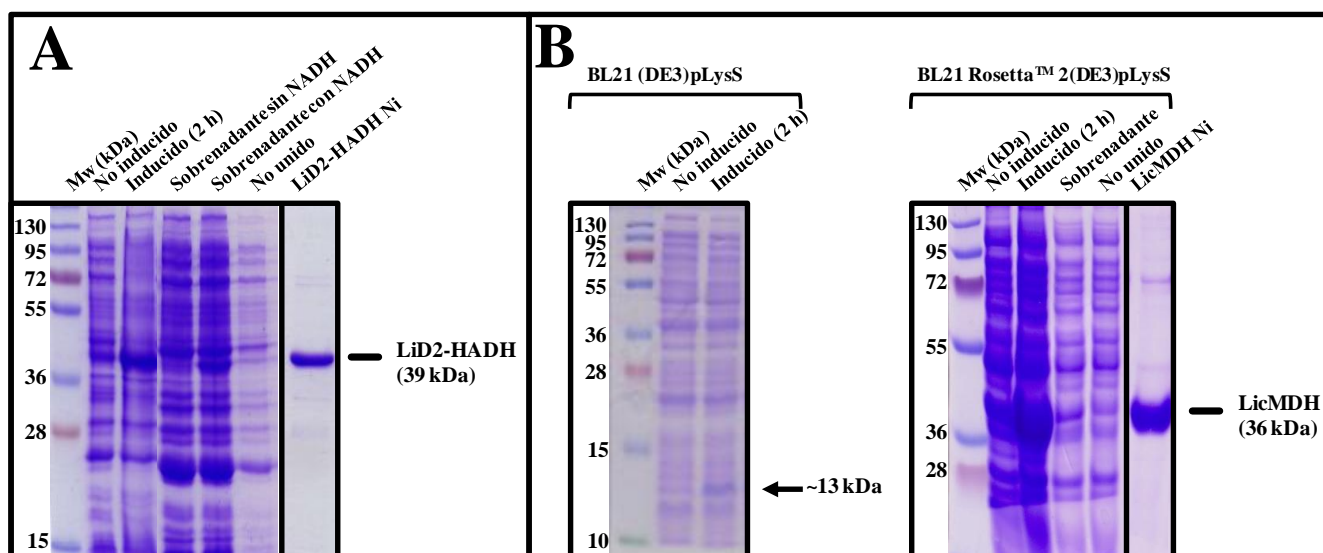 A
Mw (kDa)
No inducido
Inducido (2 h)
Sobrenadante sin NADH
Sobrenadante con NADH
No unido
LiD2-HADH Ni
130
95
72
55
36
28
15
LiD2-HADH
(39 kDa)
B
BL21 (DE3)pLysS
Mw (kDa)
No inducido
Inducido (2 h)
130
95
72
55
36
28
15
10
~13 kDa
BL21 Rosetta™ 2(DE3)pLysS
Mw (kDa)
No inducido
Inducido (2 h)
Sobrenadante
No unido
LicMDH Ni
130
95
72
55
36
28
LicMDH
(36 kDa)